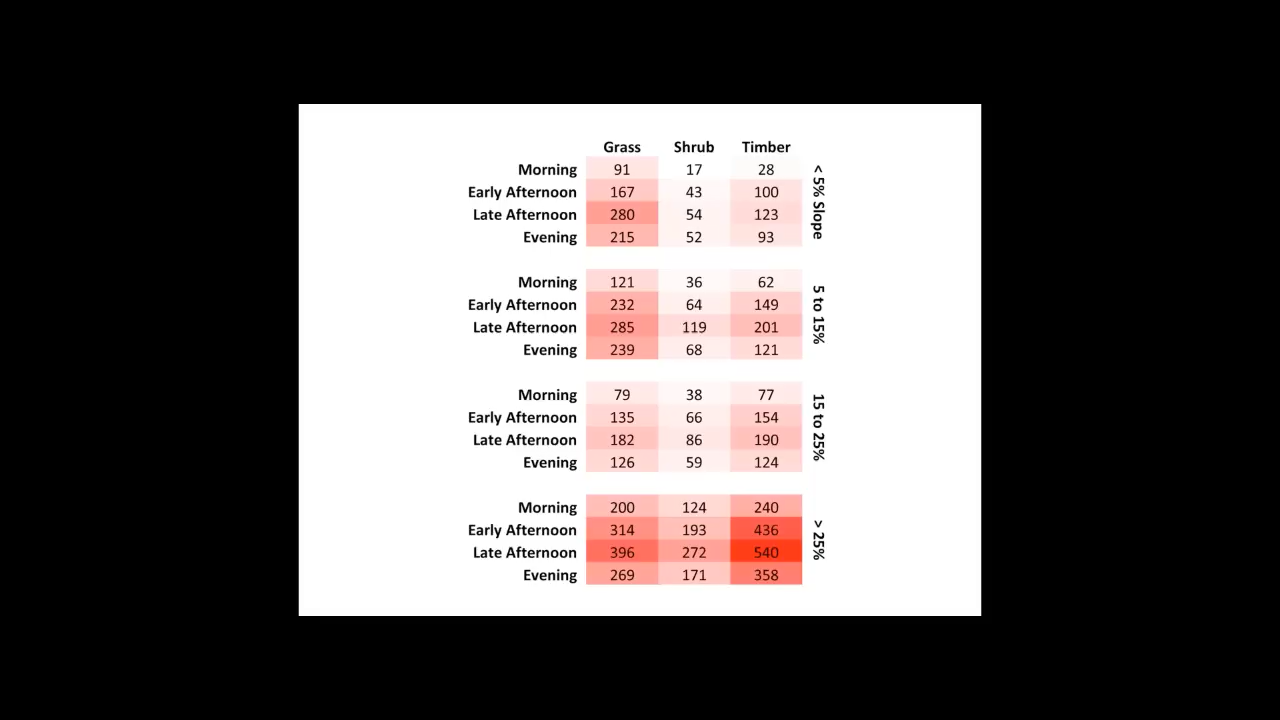 Grass Shrub Timber
Morning 91 17 28
Early Afternoon 167 43 100
Late Afternoon 280 54 123
Evening 215 52 93
< 5% Slope
Morning 121 36 62
Early Afternoon 232 64 149
Late Afternoon 285 119 201
Evening 239 68 121
5 to 15%
Morning 79 38 77
Early Afternoon 135 66 154
Late Afternoon 182 86 190
Evening 126 59 124
15 to 25%
Morning 200 124 240
Early Afternoon 314 193 436
Late Afternoon 396 272 540
Evening 269 171 358
> 25%